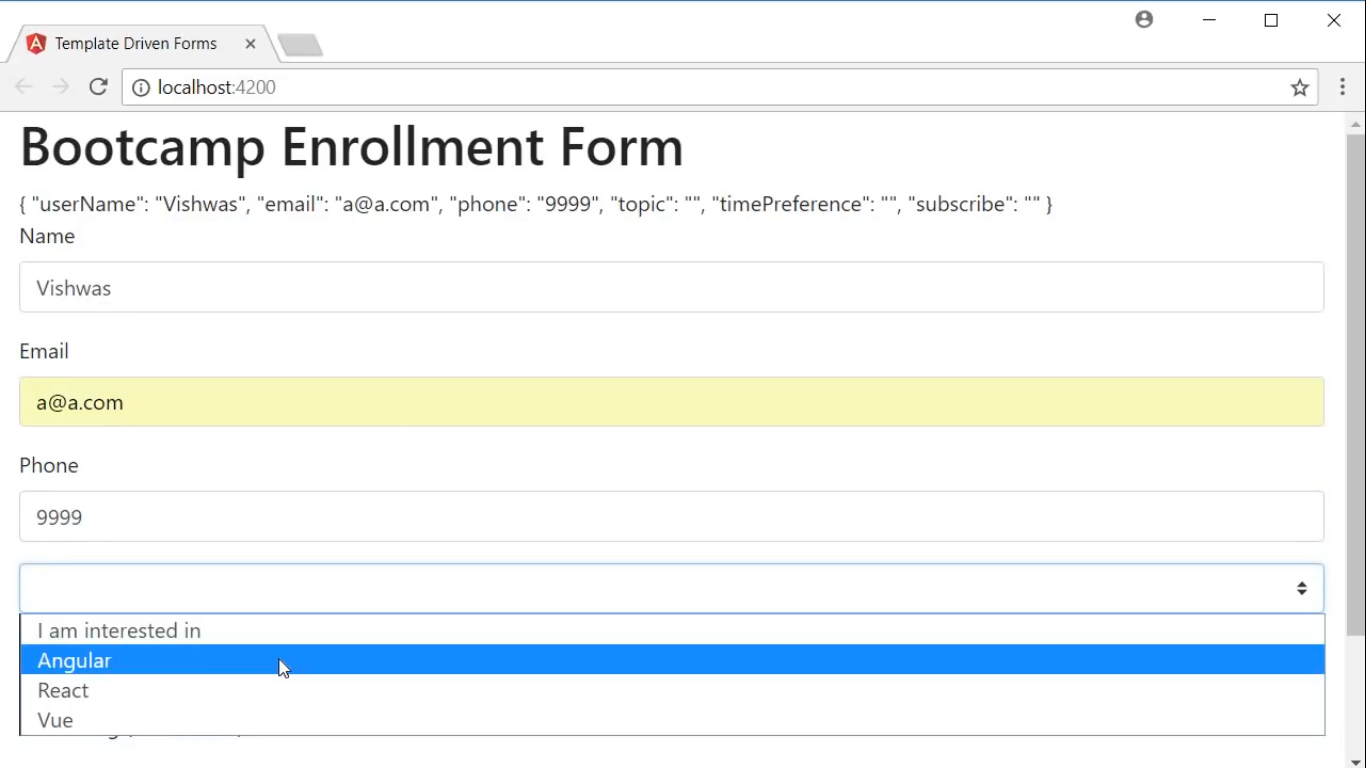 Template Driven Forms
localhost:4200
Bootcamp Enrollment Form
{ "userName": "Vishwas", "email": "a@a.com", "phone": "9999", "topic": "", "timePreference": "", "subscribe": "" }
Name
Vishwas
Email
a@a.com
Phone
9999
I am interested in
Angular
React
Vue